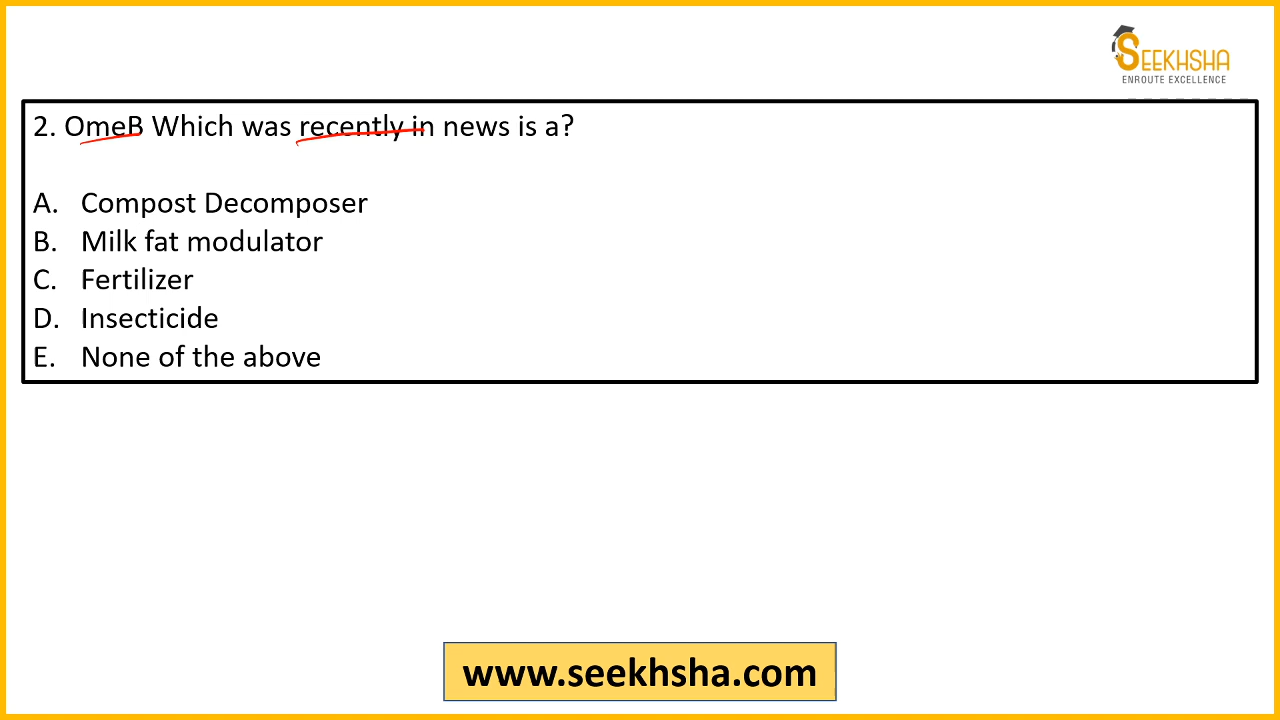 SEEKHSHA
ENROUTE EXCELLENCE
2. OmeB Which was recently in news is a?
A. Compost Decomposer
B. Milk fat modulator
C. Fertilizer
D. Insecticide
E. None of the above
www.seekhsha.com